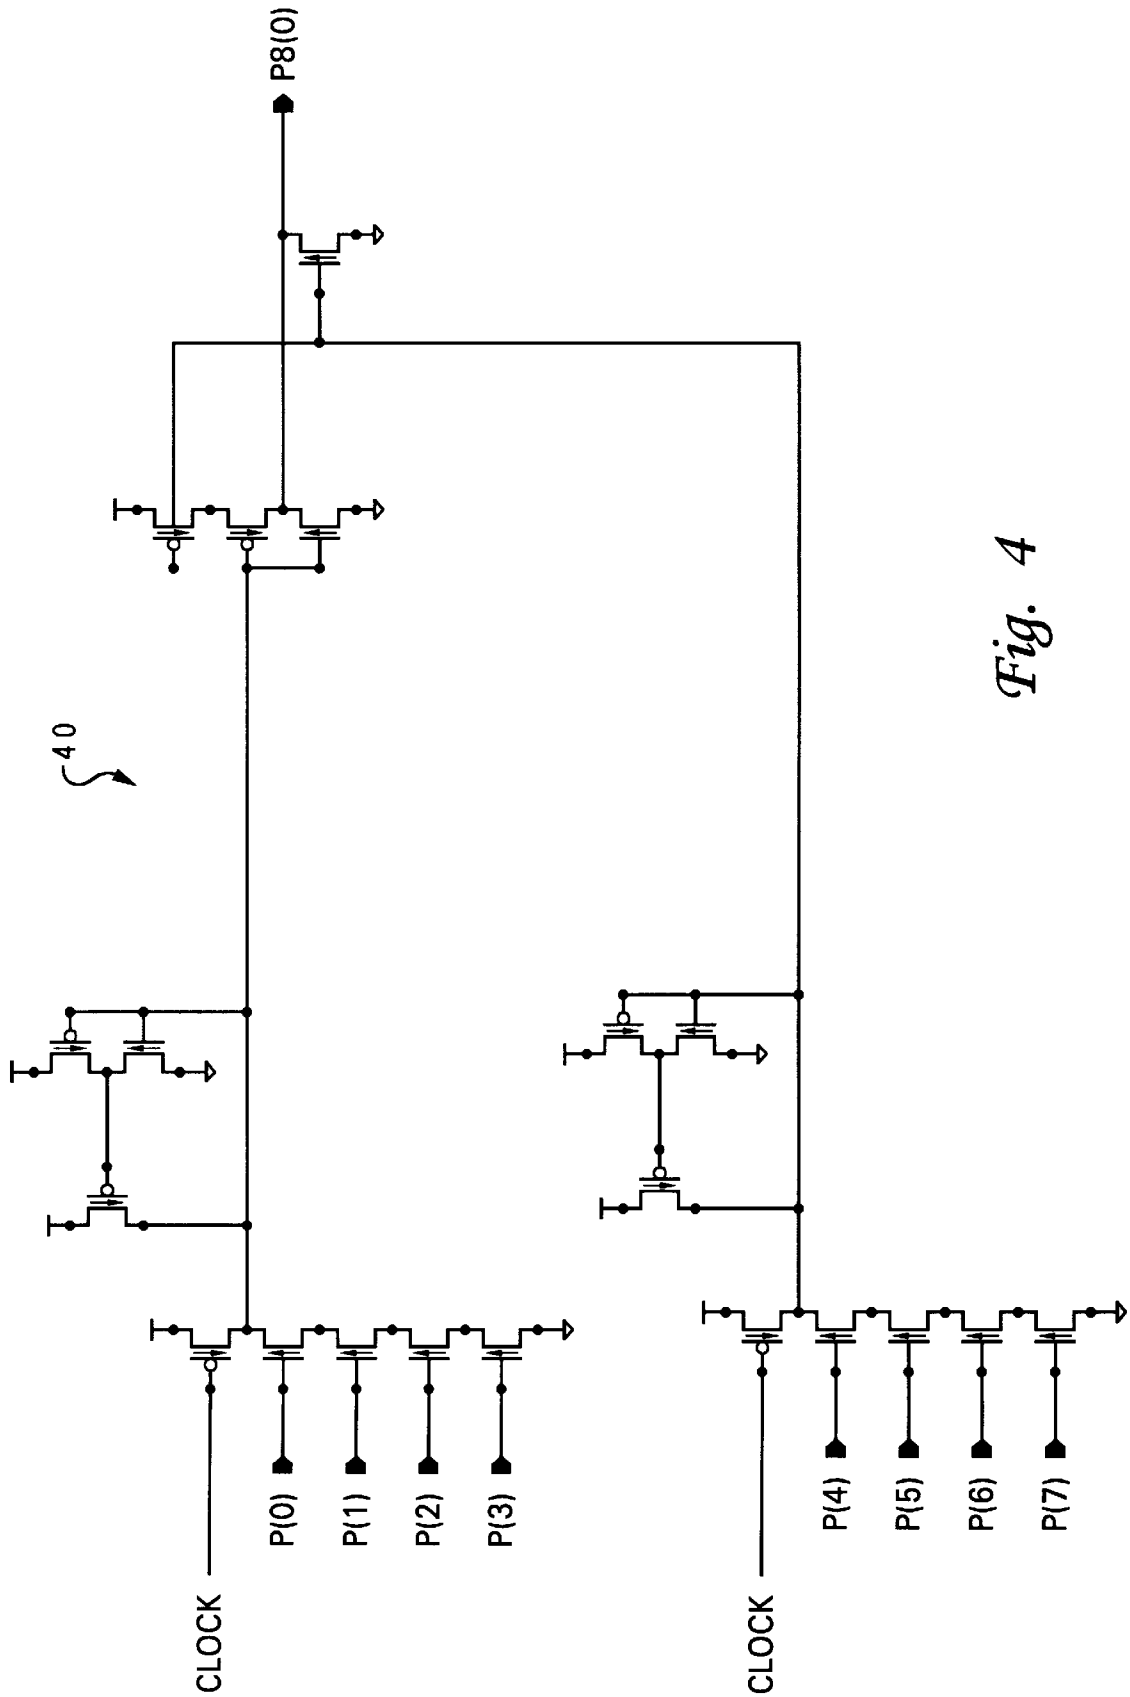 P8(0)
40
CLOCK
P(0)
P(1)
P(2)
P(3)
CLOCK
P(4)
P(5)
P(6)
P(7)
Fig. 4